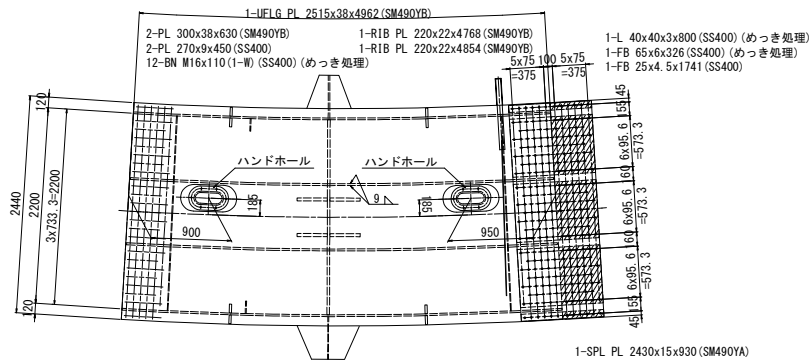 1-UFLG PL 2515x38x4962(SM490YB)
2-PL 300x38x630(SM490YB)
1-RIB PL 220x22x4768(SM490YB)
2-PL 270x9x450(SS400)
1-RIB PL 220x22x4854(SM490YB)
12-BN M16x110(1-W)(SS400)(めっき処理)
1-L 40x40x3x800(SS400)(めっき処理)
1-FB 65x6x326(SS400)(めっき処理)
1-FB 25x4.5x1741(SS400)
5x75
=375
100
5x75
=375
120
2440
2200
3x733.3=2200
120
ハンドホール
ハンドホール
185
9
185
900
950
45
155
6x95.6
=573.3
160
6x95.6
=573.3
160
6x95.6
=573.3
155
45
1-SPL PL 2430x15x930(SM490YA)